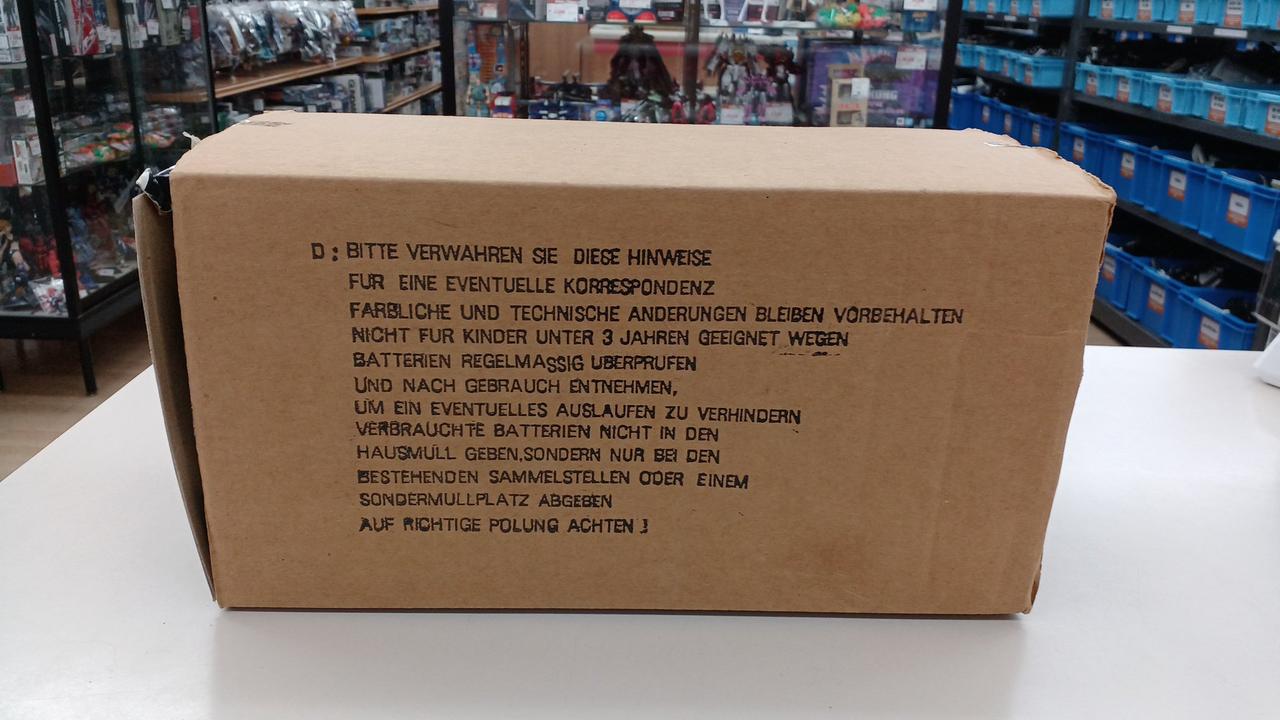 D: BITTE VERWAHREN SIE DIESE HINWEISE
FUR EINE EVENTUELLE KORRESPONDENZ
FARBLICHE UND TECHNISCHE ANDERUNGEN BLEIBEN VORBEHALTEN
NICHT FUR KINDER UNTER 3 JAHREN GEEIGNET WEGEN
BATTERIEN REGELMASSIG UBERPRUFEN
UND NACH GEBRAUCH ENTNEHMEN,
UM EIN EVENTUELLES AUSLAUFEN ZU VERHINDERN
VERBRAUCHTE BATTERIEN NICHT IN DEN
HAUSMULL GEBEN,SONDERN NUR BEI DEN
BESTEHENDEN SAMMELSTELLEN ODER EINEM
SONDERMULLPLATZ ABGEBEN
AUF RICHTIGE POLUNG ACHTEN !